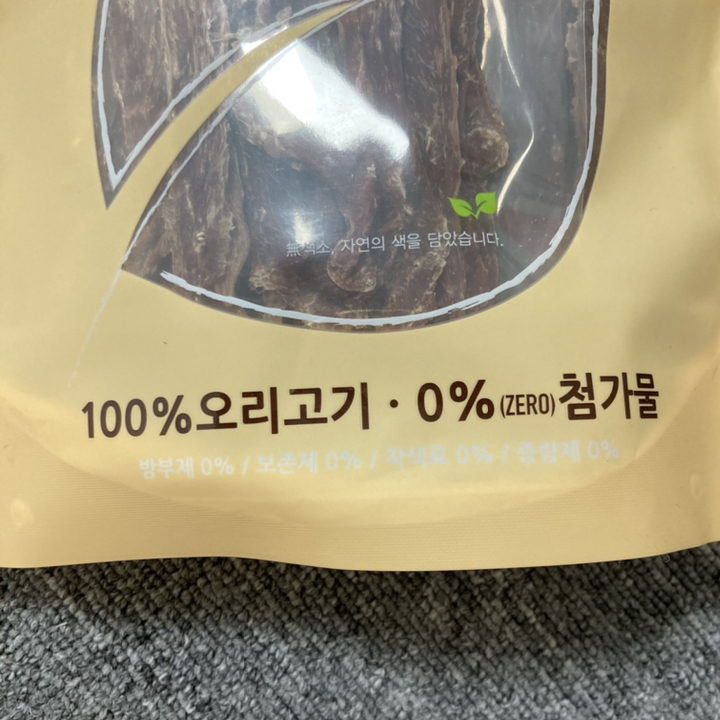 無색소, 자연의 색을 담았습니다.
100%오리고기 · 0%(ZERO)첨가물
방부제 0% / 보존제 0% / 착색료 0% / 증량제 0%